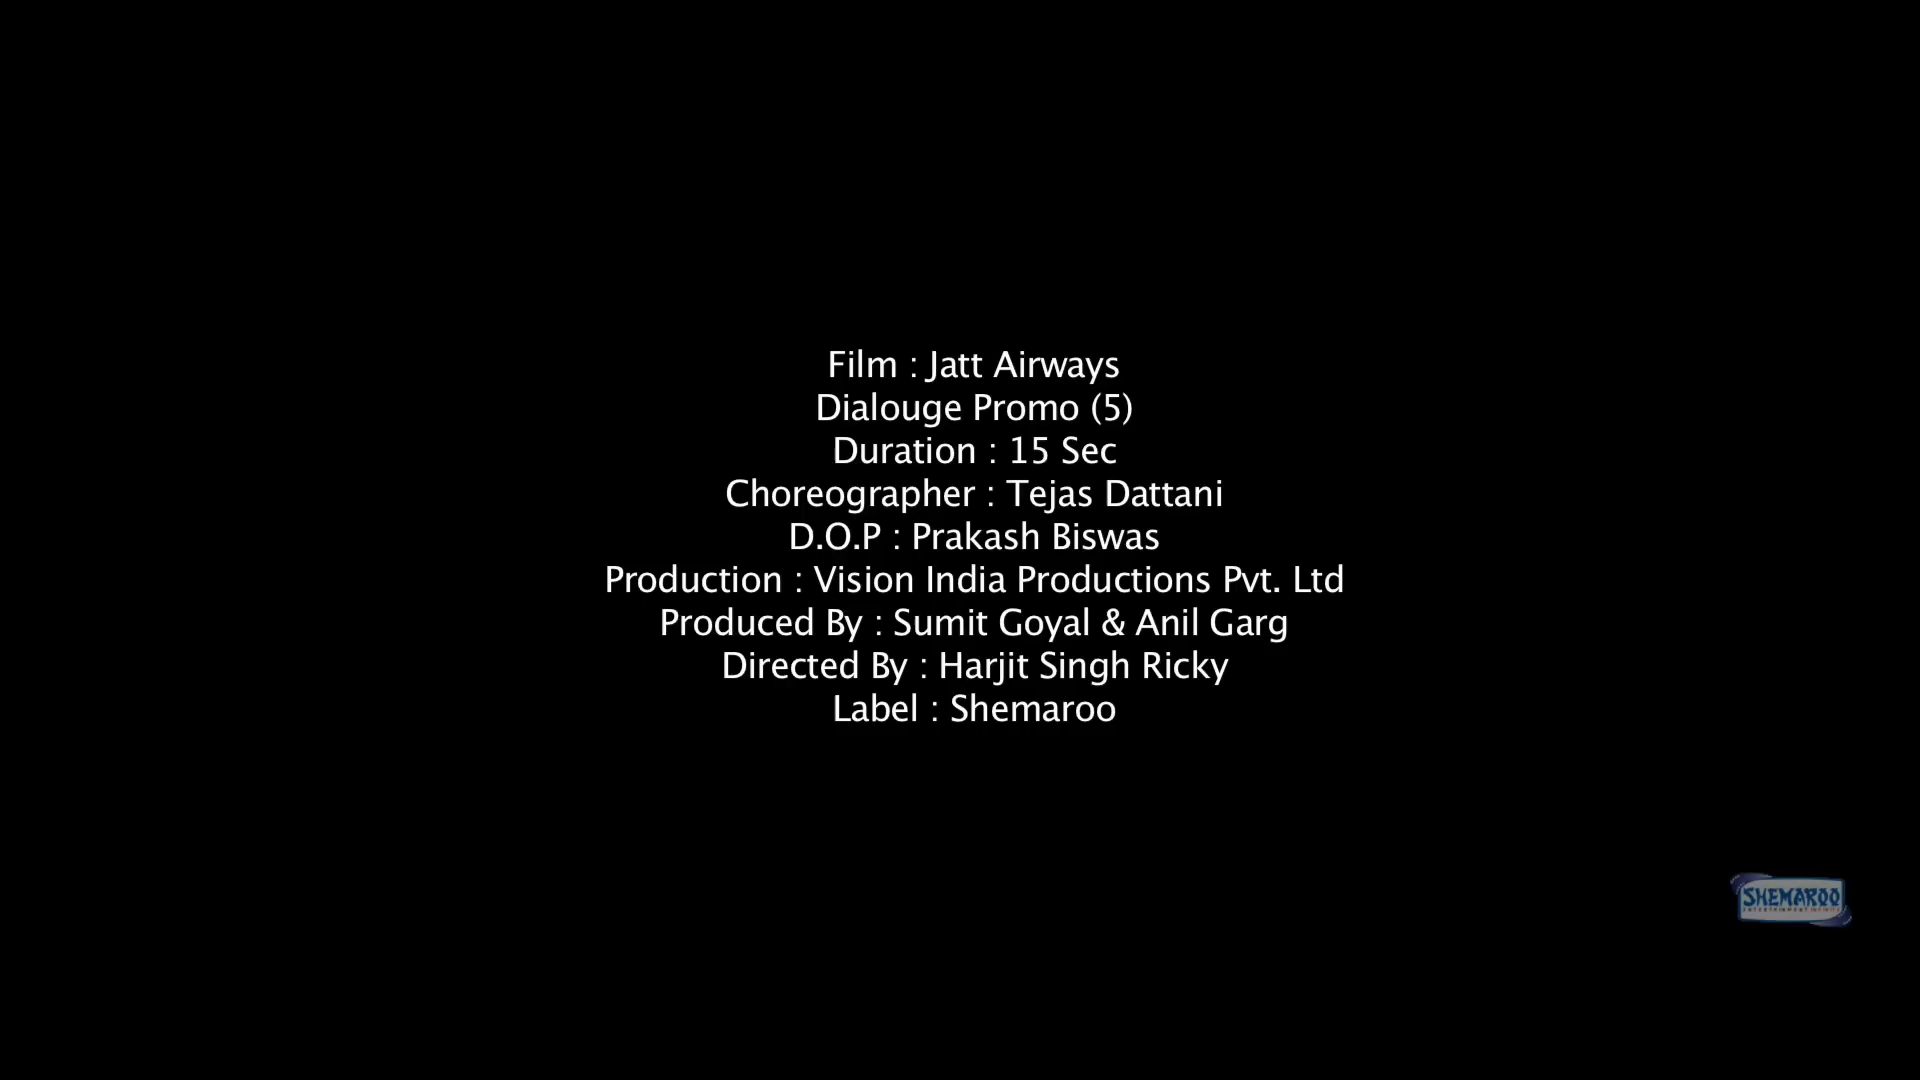 Film : Jatt Airways
Dialouge Promo (5)
Duration : 15 Sec
Choreographer : Tejas Dattani
D.O.P : Prakash Biswas
Production : Vision India Productions Pvt. Ltd
Produced By : Sumit Goyal & Anil Garg
Directed By : Harjit Singh Ricky
Label : Shemaroo
SHEMAROO